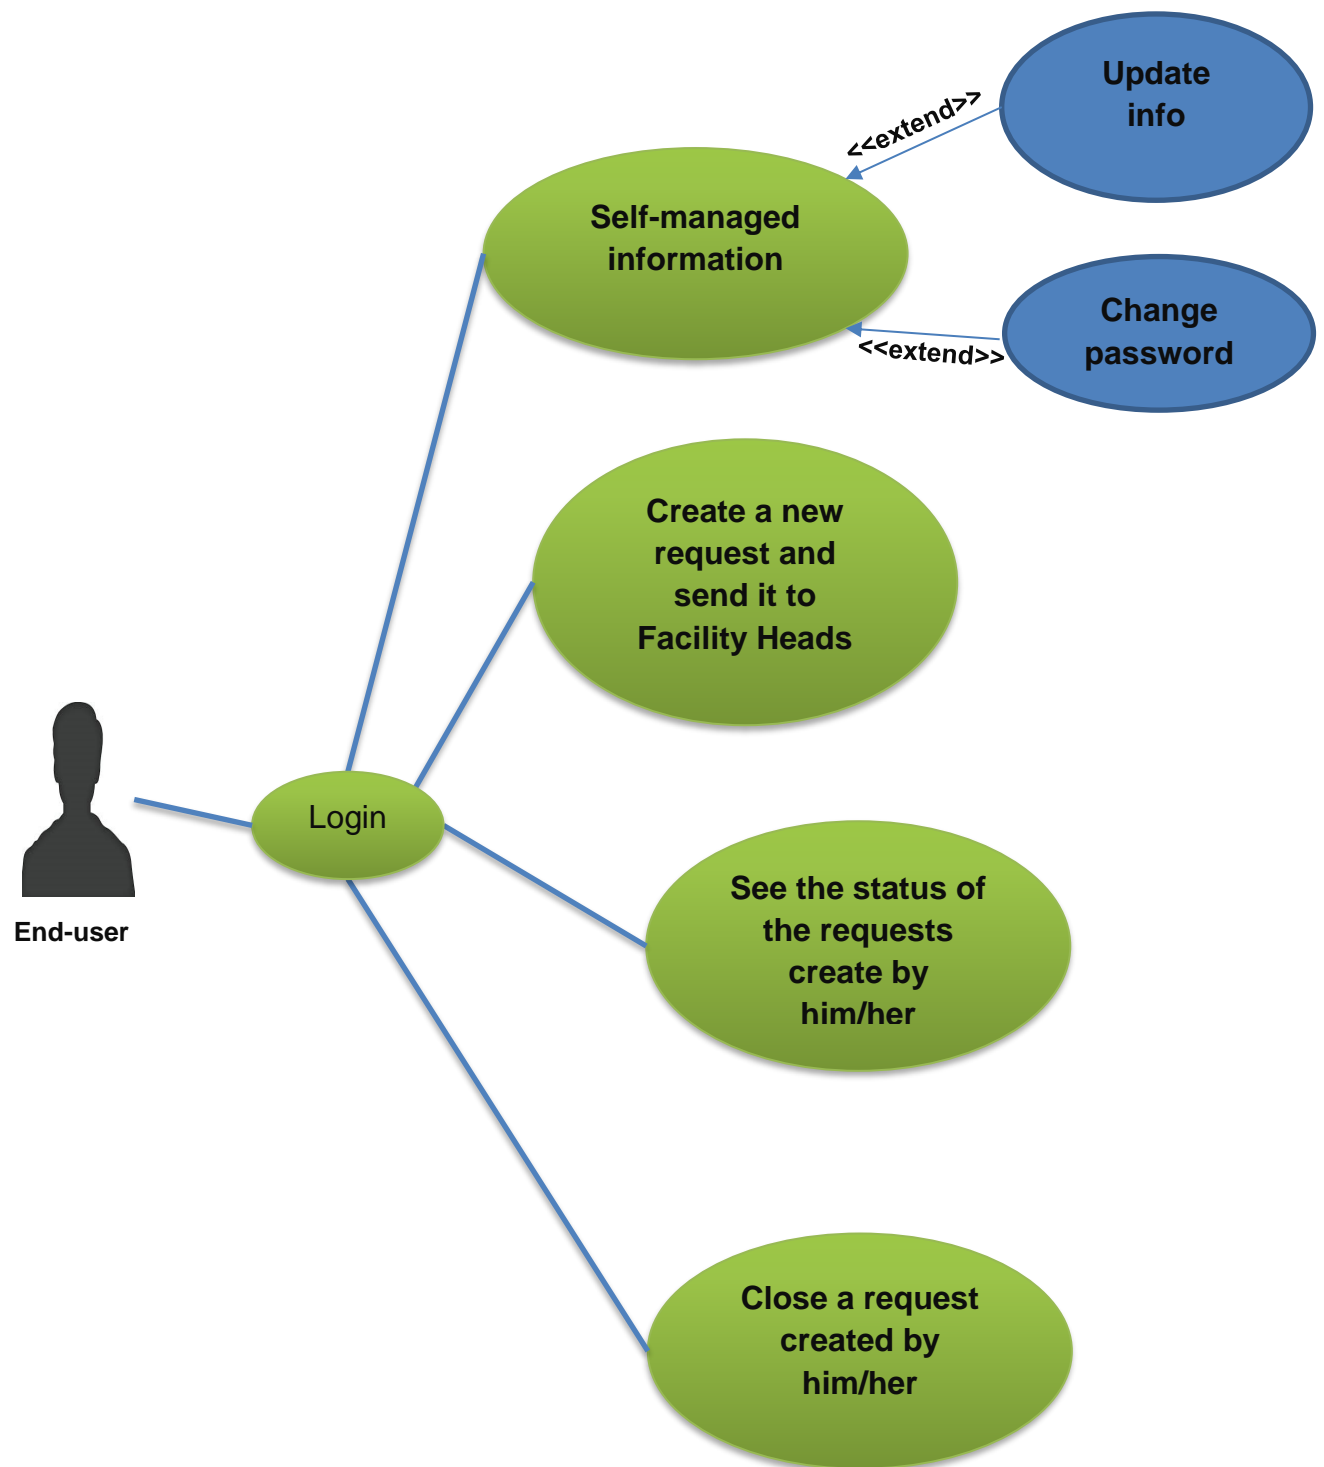 Update
info
<<extend>>
Self-managed
information
Change
password
<<extend>>
Create a new
request and
send it to
Facility Heads
Login
End-user
See the status of
the requests
create by
him/her
Close a request
created by
him/her